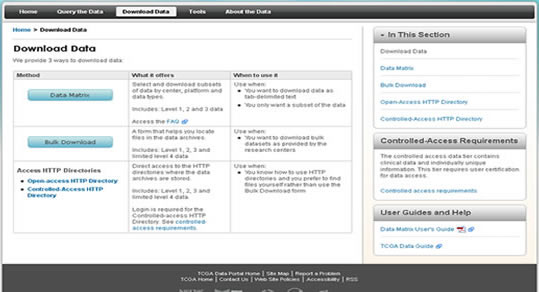 Home Query the Data Download Data Tools About the Data
Home > Download Data
Download Data
We provide 3 ways to download data:
Method What it offers When to use it
Data Matrix
Select and download subsets
of data by center, platform and
data types.
Includes: Level 1, 2 and 3 data
Access the FAQ
Use when:
You want to download data as
tab-delimited text
You only want a subset of the data
Bulk Download
A form that helps you locate
files in the data archives.
Includes: Level 1, 2, 3 and
limited level 4 data
Use when:
You want to download bulk
datasets as provided by the
research centers
Access HTTP Directories
Open-access HTTP Directory
Controlled-Access HTTP
Directory
Direct access to the HTTP
directories where the data
archives are stored.
Includes: Level 1, 2, 3 and
limited level 4 data.
Login is required for the
Controlled-access HTTP
Directory. See controlled-
access requirements
Use when:
You know how to use HTTP
directories and you prefer to find
files yourself rather than use the
Bulk Download form
In This Section
Download Data
Data Matrix
Bulk Download
Open-Access HTTP Directory
Controlled-Access HTTP Directory
Controlled-Access Requirements
The controlled access data tier contains
clinical data and individually unique
information. This tier requires user certification
for data access.
Controlled access requirements
User Guides and Help
Data Matrix User's Guide
TCGA Data Guide
TCGA Data Portal Home | Site Map | Report a Problem
TCGA Home | Contact Us | Web Site Policies | Accessibility | RSS